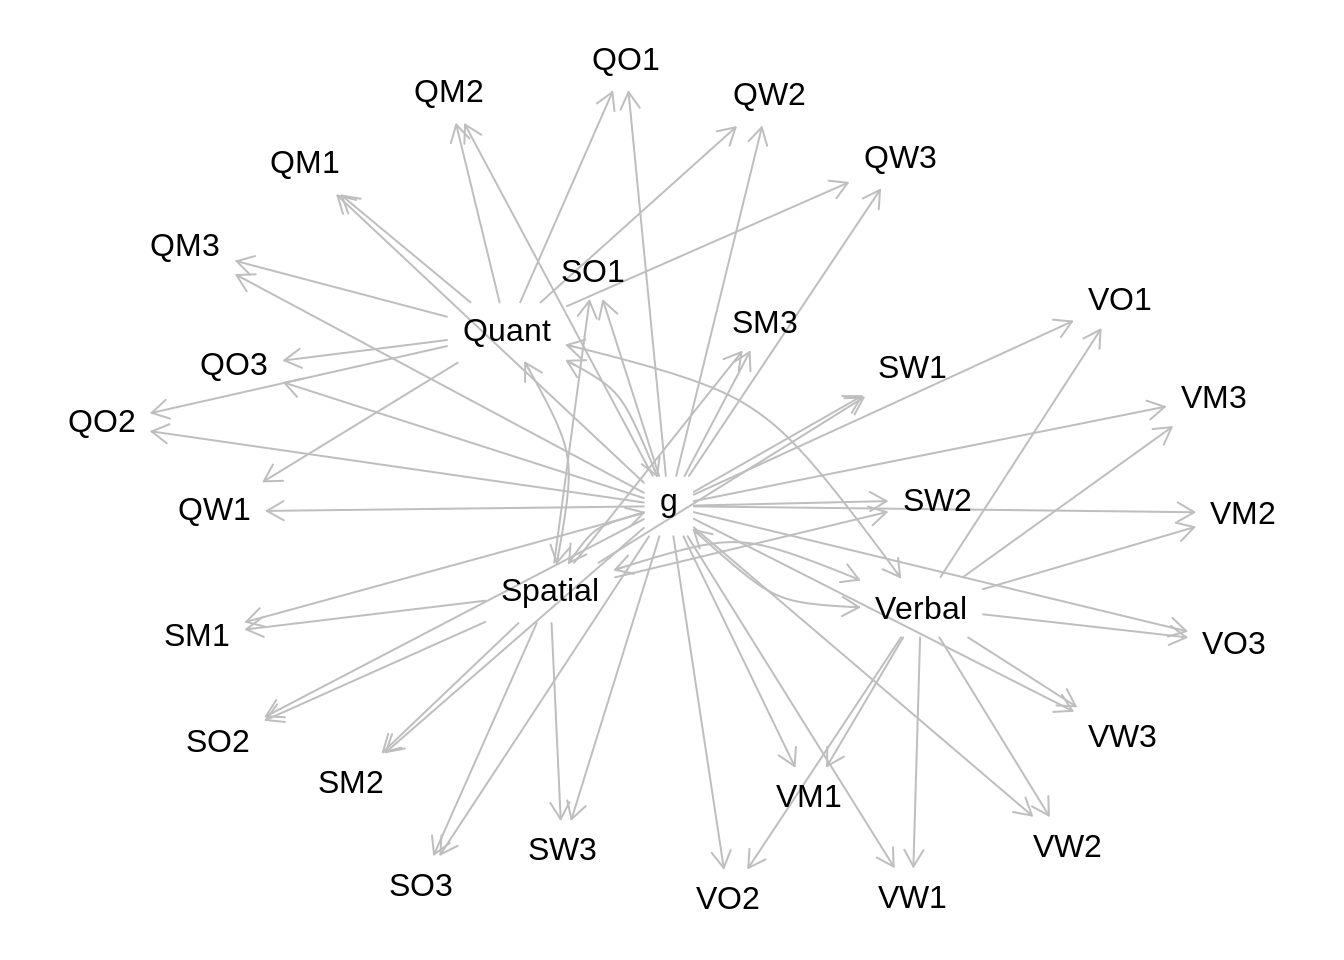 QO1
QM2
QW2
QM1
QW3
QM3
SO1
VO1
SM3
Quant
QO3
SW1
VM3
QO2
g
SW2
QW1
VM2
Spatial
Verbal
SM1
VO3
SO2
VW3
SM2
VM1
SW3
VW2
SO3
VO2
VW1